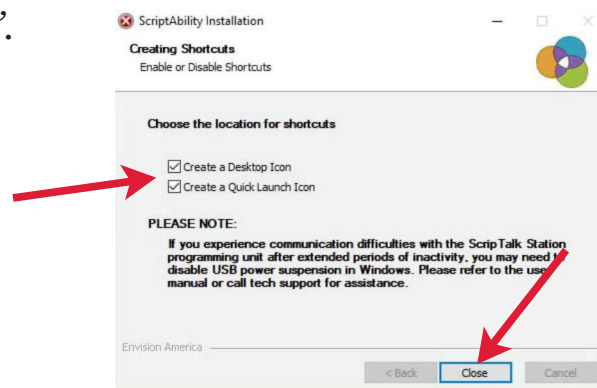 ’.
ScriptAbility Installation
Creating Shortcuts
Enable or Disable Shortcuts
Choose the location for shortcuts
Create a Desktop Icon
Create a Quick Launch Icon
PLEASE NOTE:
If you experience communication difficulties with the ScripTalk Station
programming unit after extended periods of inactivity, you may need to
disable USB power suspension in Windows. Please refer to the user
manual or call tech support for assistance.
Envision America
< Back Close Cancel